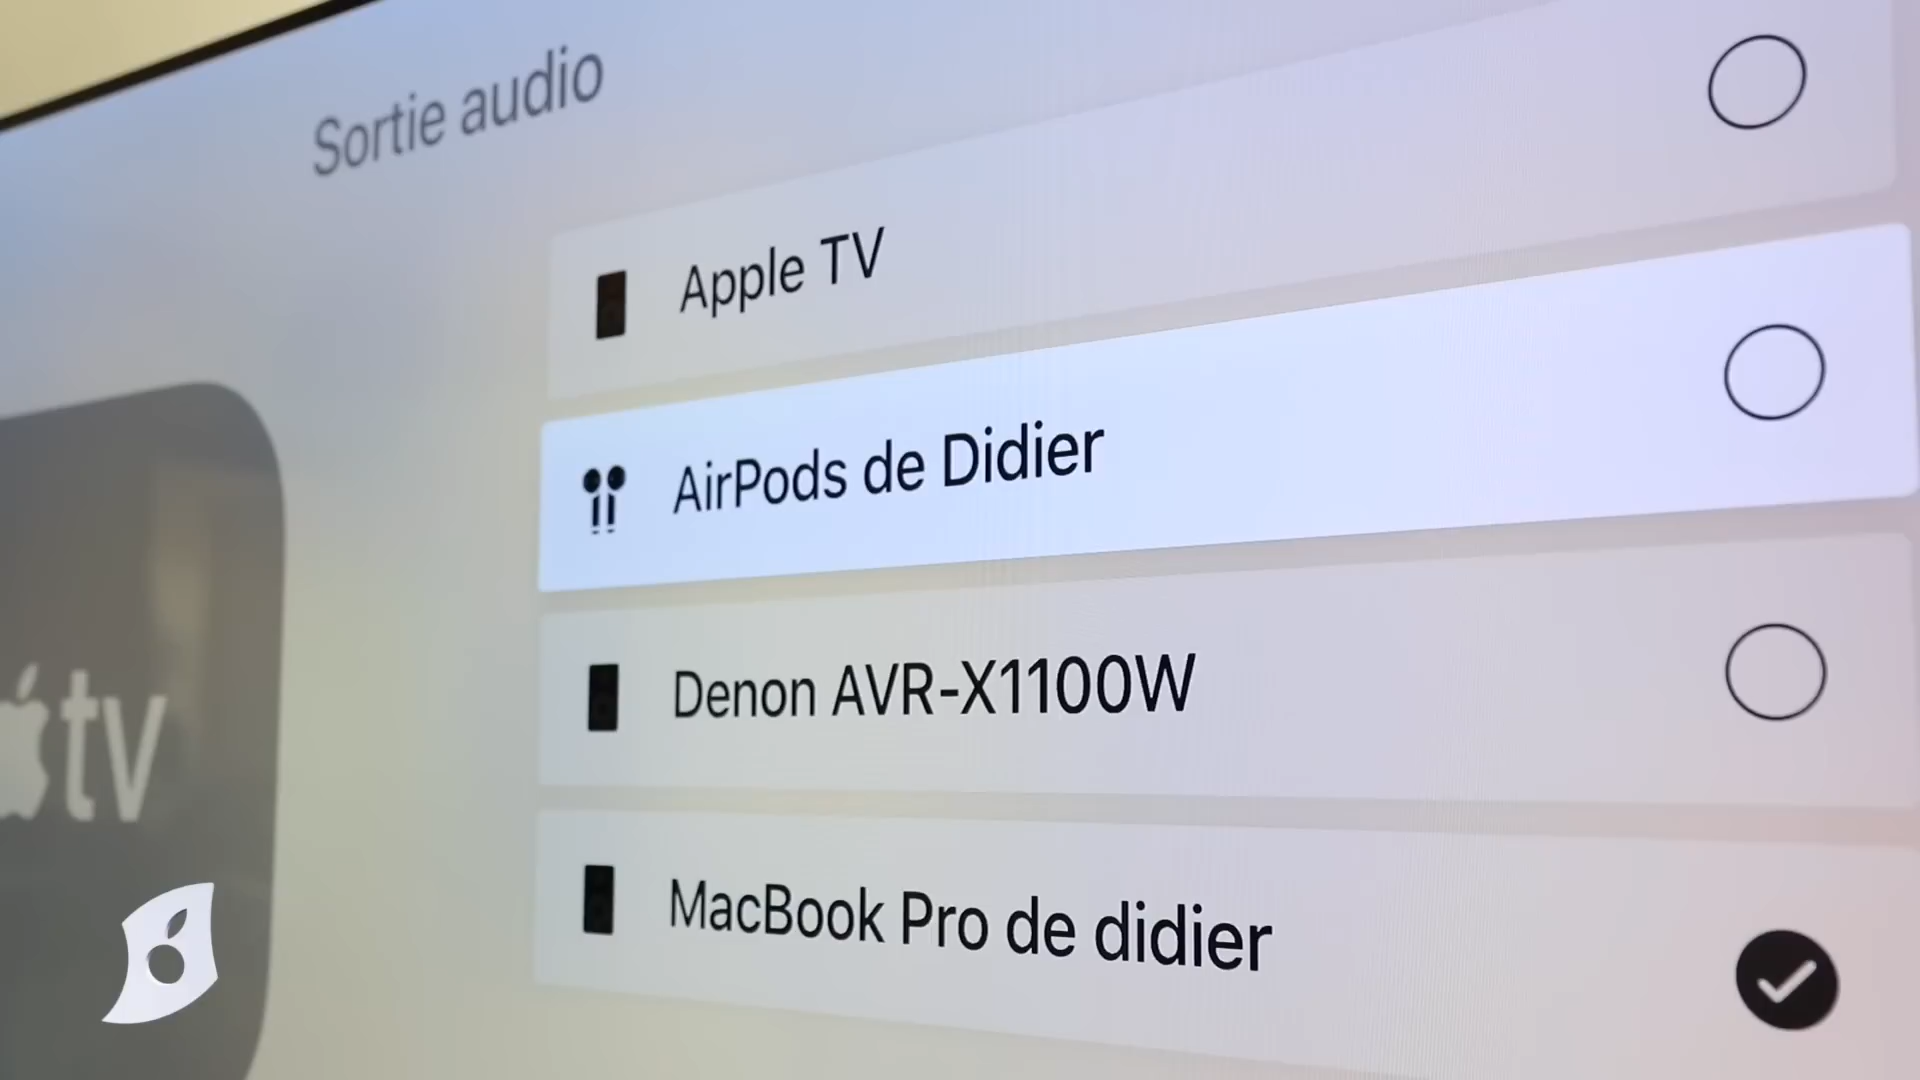 Sortie audio
Apple TV
AirPods de Didier
Denon AVR-X1100W
MacBook Pro de didier
tv